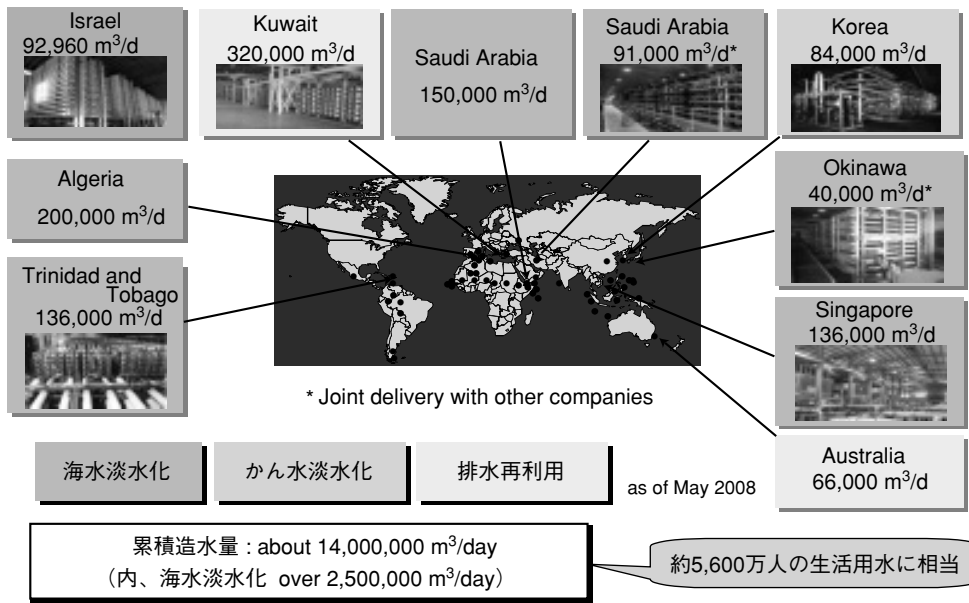 Israel
92,960 m³/d
Kuwait
320,000 m³/d
Saudi Arabia
150,000 m³/d
Saudi Arabia
91,000 m³/d*
Korea
84,000 m³/d
Algeria
200,000 m³/d
Okinawa
40,000 m³/d*
Trinidad and
Tobago
136,000 m³/d
Singapore
136,000 m³/d
* Joint delivery with other companies
Australia
66,000 m³/d
海水淡水化
かん水淡水化
排水再利用
as of May 2008
累積造水量 : about 14,000,000 m³/day
（内、海水淡水化 over 2,500,000 m³/day）
約5,600万人の生活用水に相当